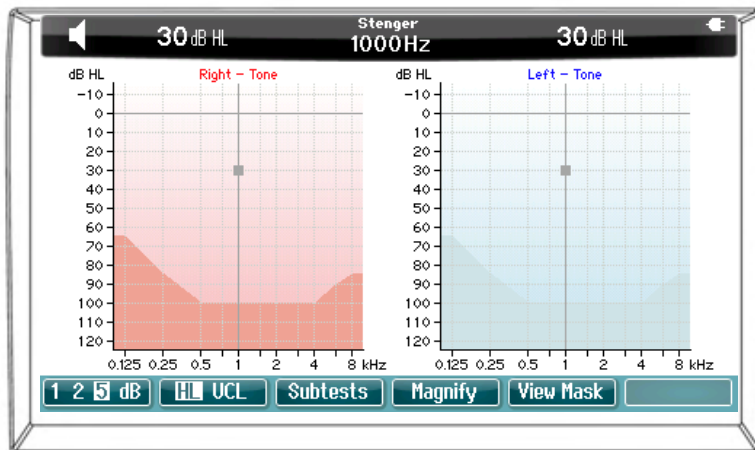 Stenger
30 dB HL 1000Hz 30 dB HL
dB HL Right - Tone dB HL Left - Tone
-10 -10
0 0
10 10
20 20
30 30
40 40
50 50
60 60
70 70
80 80
90 90
100 100
110 110
120 120
0.125 0.25 0.5 1 2 4 8 kHz 0.125 0.25 0.5 1 2 4 8 kHz
1 2 5 dB HL UCL Subtests Magnify View Mask